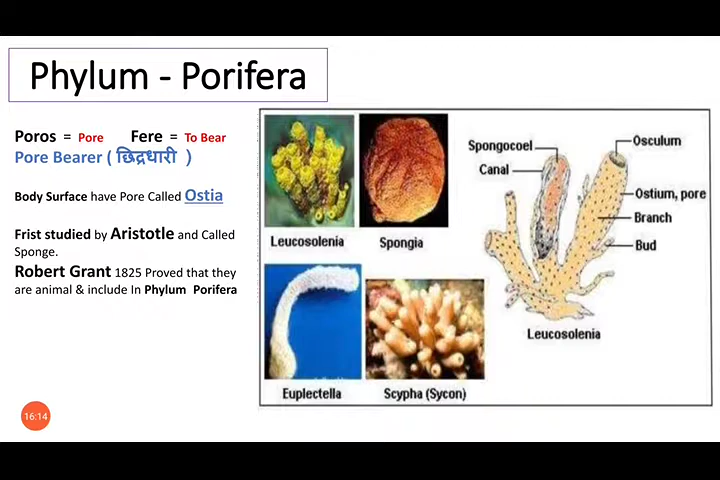 Phylum - Porifera
Poros = Pore Fere = To Bear
Pore Bearer ( छिद्रधारी )
Body Surface have Pore Called Ostia
Frist studied by Aristotle and Called
Sponge.
Robert Grant 1825 Proved that they
are animal & include In Phylum Porifera
Leucosolenia
Spongia
Euplectella
Scypha (Sycon)
Spongocoel
Canal
Osculum
Ostium, pore
Branch
Bud
Leucosolenia
16:14